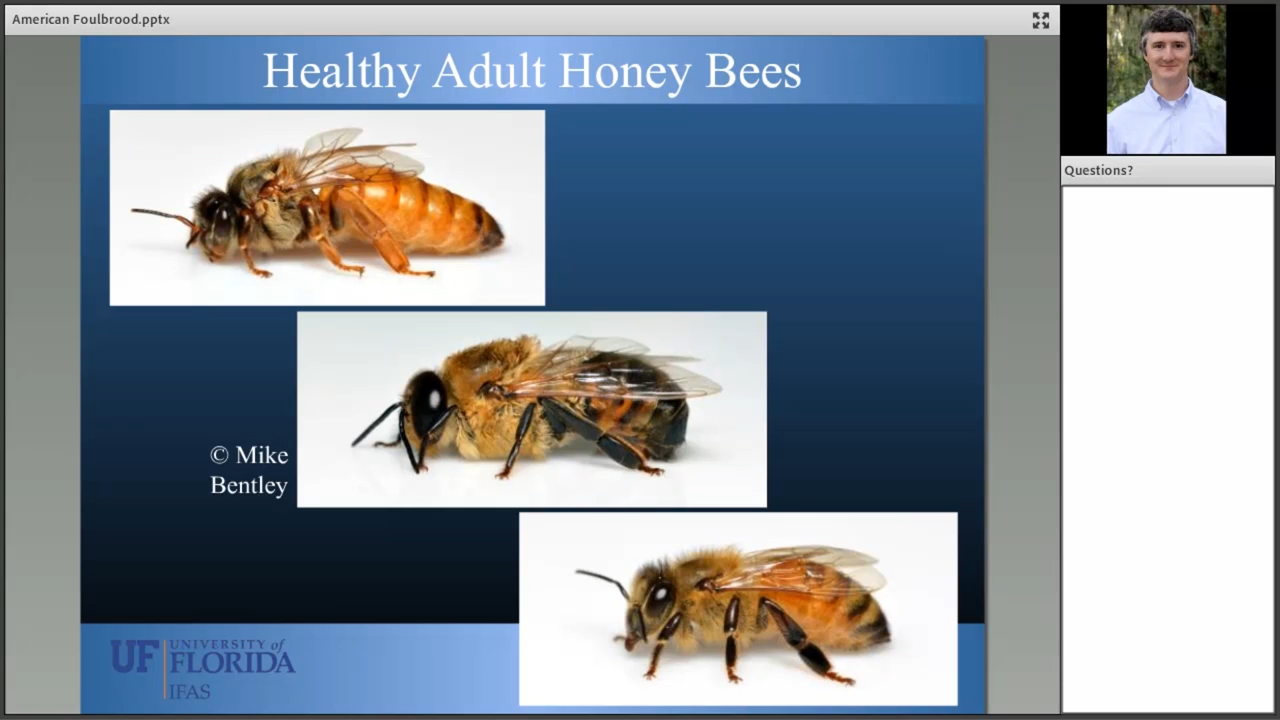 American Foulbrood.pptx
Healthy Adult Honey Bees
Questions?
© Mike
Bentley
UF UNIVERSITY of
FLORIDA
IFAS